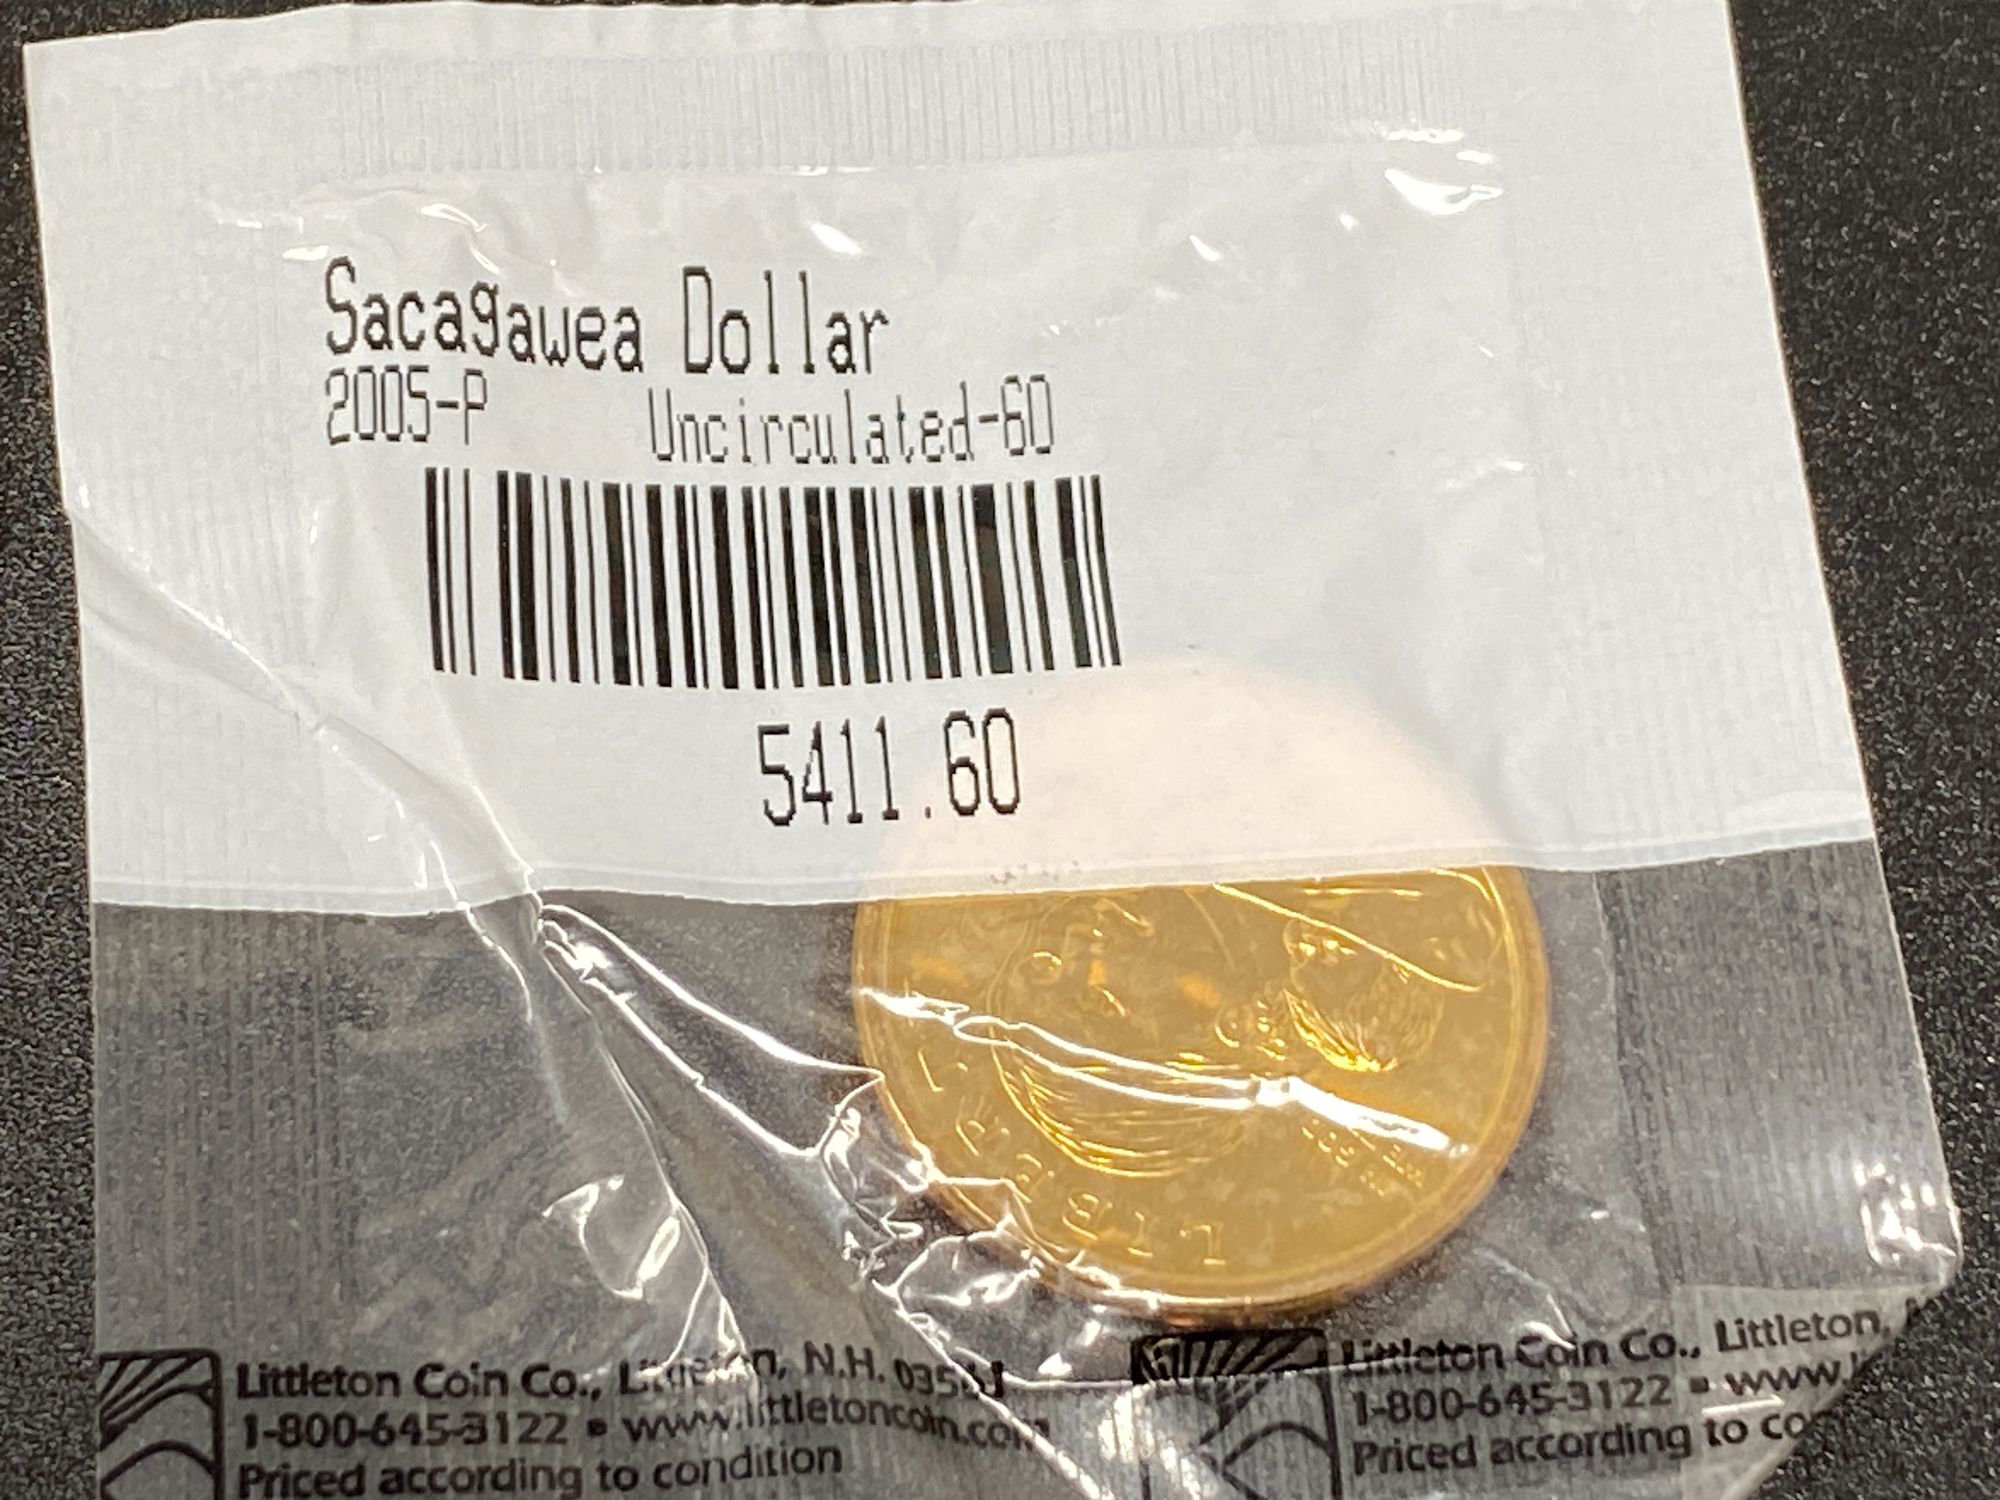 Sacagawea Dollar
2005-P Uncirculated-60
5411.60
LIBERT
Littleton Coin Co., Littleton, N.H. 03561
1-800-645-3122 ▪ www.littletoncoin.com
Priced according to condition
Littleton Coin Co., Littleton,
1-800-645-3122 ▪ www.
Priced according to co